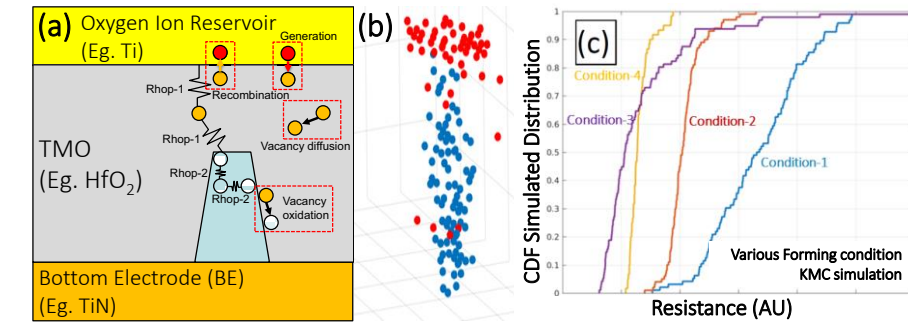 (a) Oxygen Ion Reservoir
(Eg. Ti)
Generation
Rhop-1
Recombination
Rhop-1
Vacancy diffusion
TMO
(Eg. HfO₂)
Rhop-2
Rhop-2
Vacancy
oxidation
Bottom Electrode (BE)
(Eg. TiN)
(b)
(c)
CDF Simulated Distribution
1
0.9
0.8
0.7
0.6
0.5
0.4
0.3
0.2
0.1
0
Condition-4
Condition-3
Condition-2
Condition-1
Various Forming condition
KMC simulation
Resistance (AU)